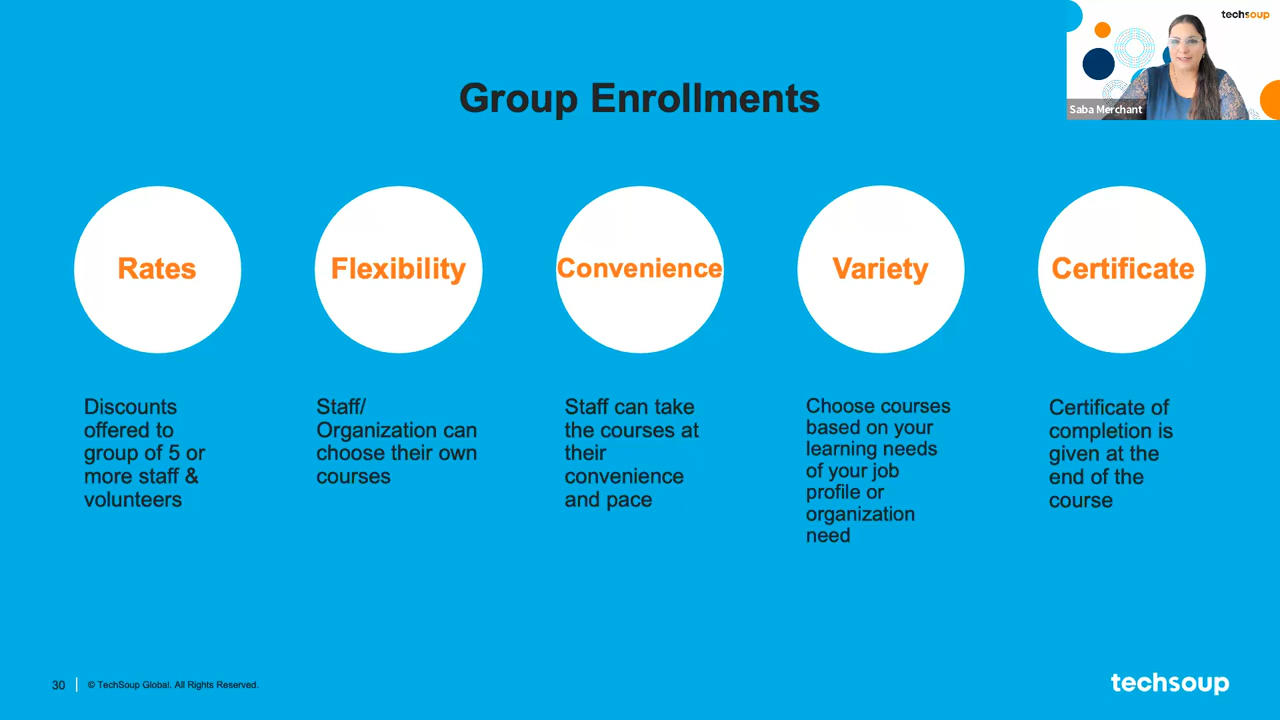 techsoup
Saba Merchant
Group Enrollments
Rates
Flexibility
Convenience
Variety
Certificate
Discounts
offered to
group of 5 or
more staff &
volunteers
Staff/
Organization can
choose their own
courses
Staff can take
the courses at
their
convenience
and pace
Choose courses
based on your
learning needs
of your job
profile or
organization
need
Certificate of
completion is
given at the
end of the
course
30
© TechSoup Global. All Rights Reserved.
techsoup